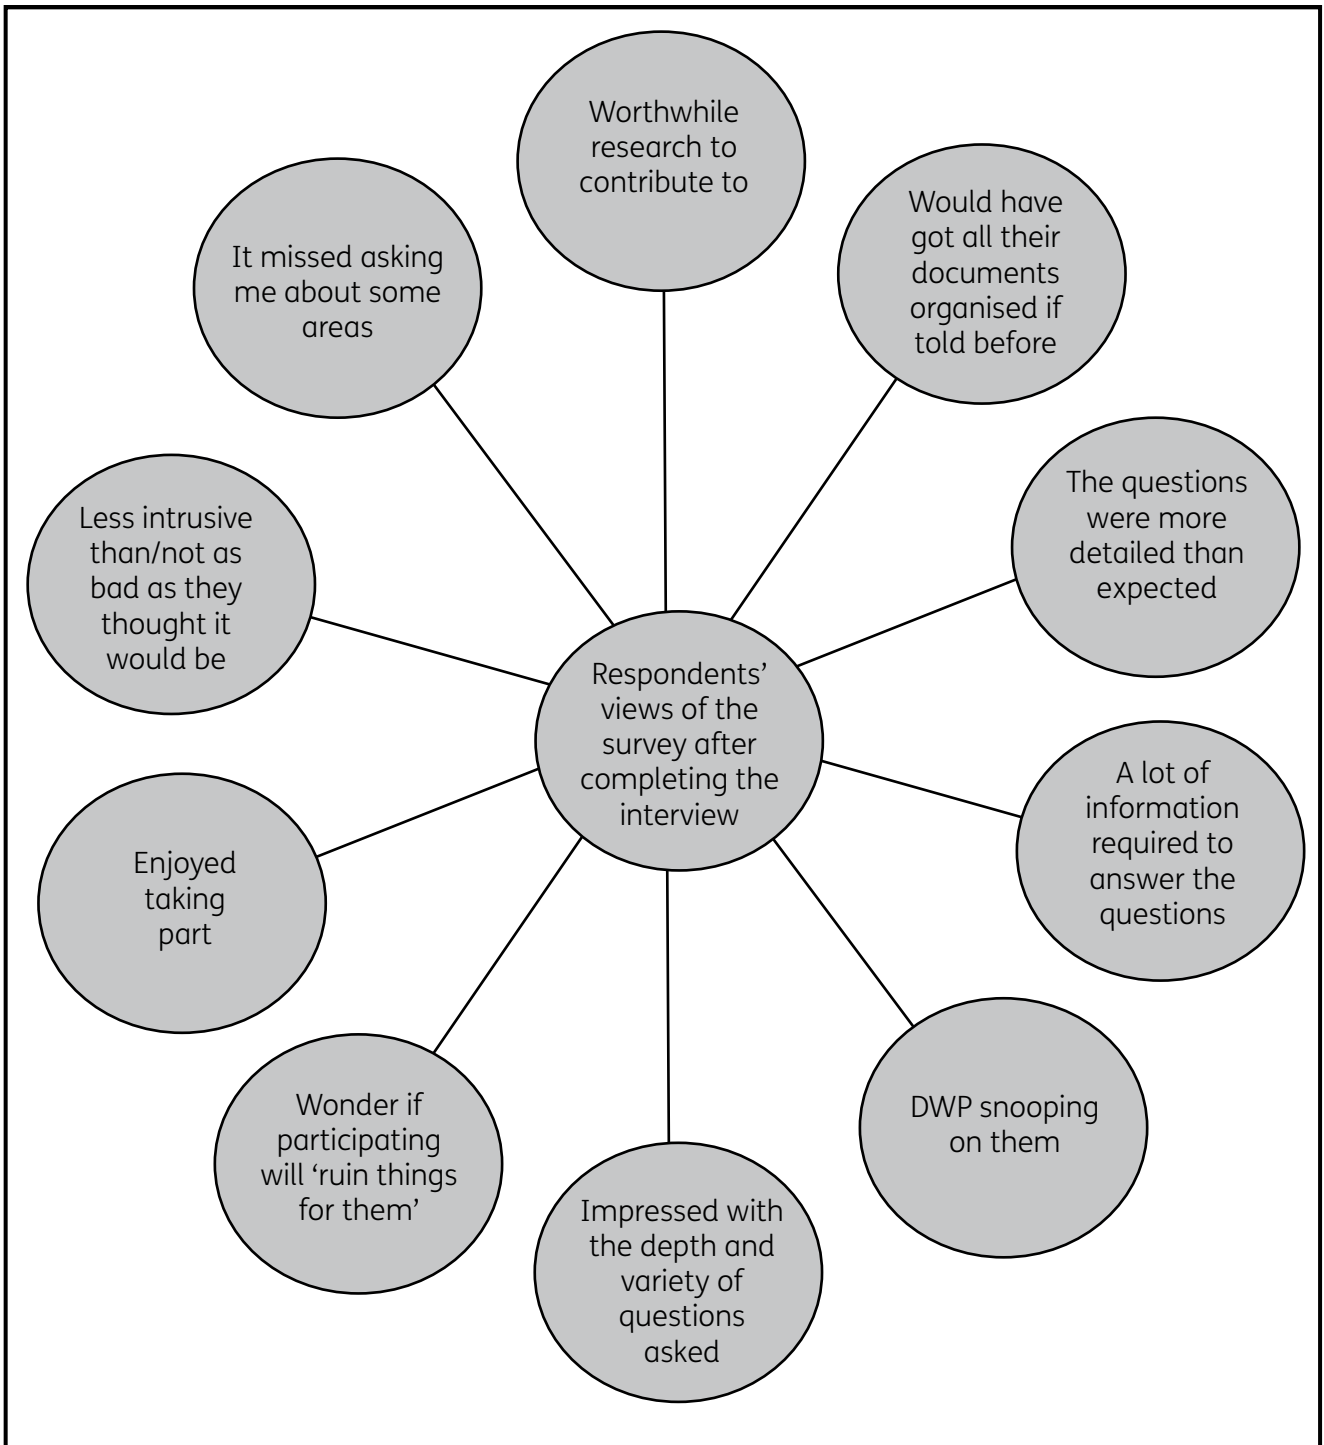 Worthwhile
research to
contribute to
Would have
got all their
documents
organised if
told before
It missed asking
me about some
areas
The questions
were more
detailed than
expected
Less intrusive
than/not as
bad as they
thought it
would be
Respondents’
views of the
survey after
completing the
interview
A lot of
information
required to
answer the
questions
Enjoyed
taking
part
DWP snooping
on them
Wonder if
participating
will ‘ruin things
for them’
Impressed with
the depth and
variety of
questions
asked